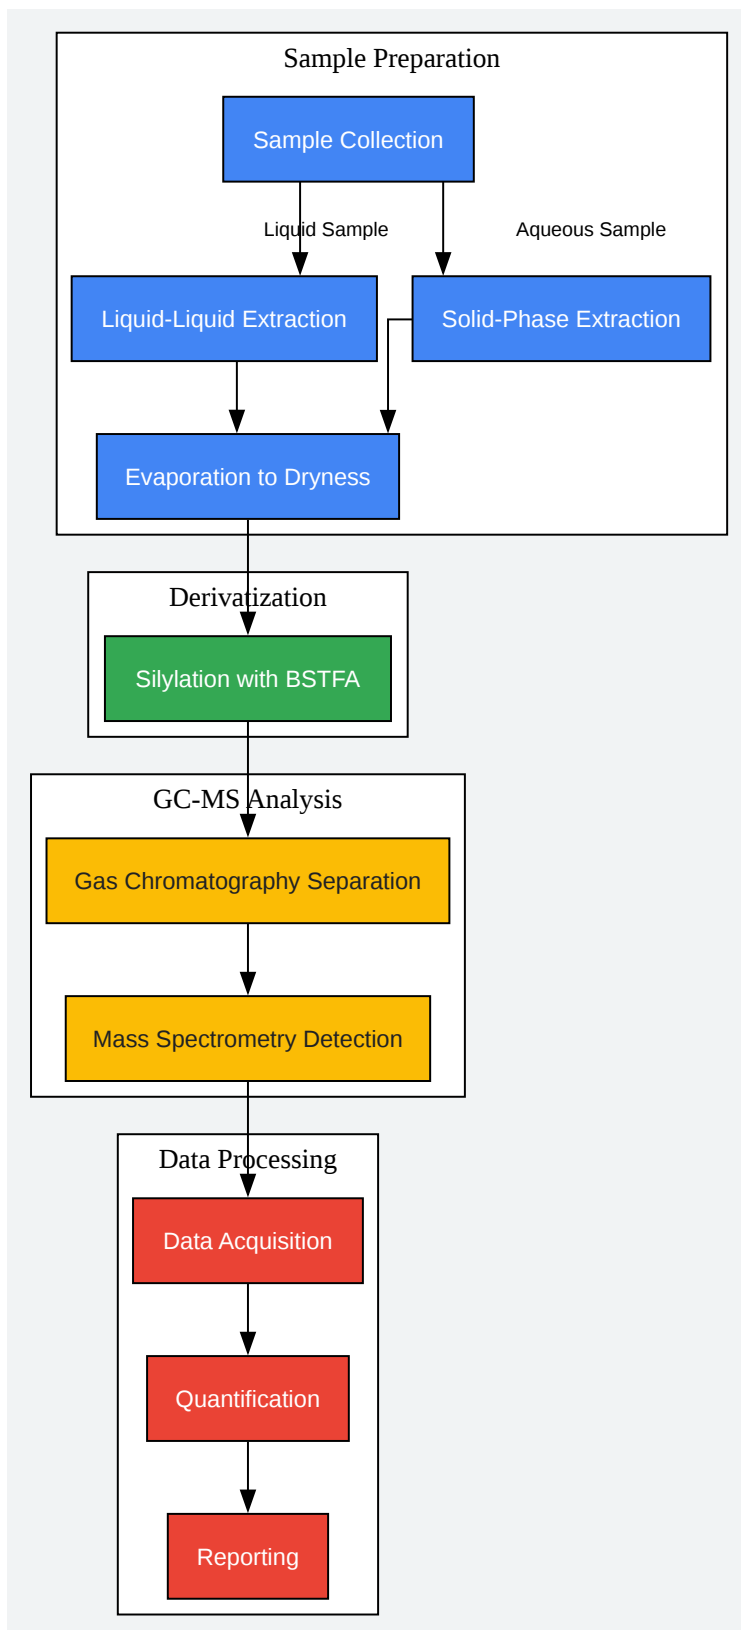 Sample Preparation
Sample Collection
Liquid Sample
Aqueous Sample
Liquid-Liquid Extraction
Solid-Phase Extraction
Evaporation to Dryness
Derivatization
Silylation with BSTFA
GC-MS Analysis
Gas Chromatography Separation
Mass Spectrometry Detection
Data Processing
Data Acquisition
Quantification
Reporting